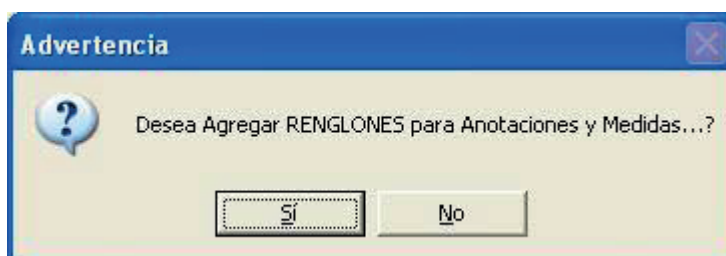 Advertencia
Desea Agregar RENGLONES para Anotaciones y Medidas...?
Sí
No